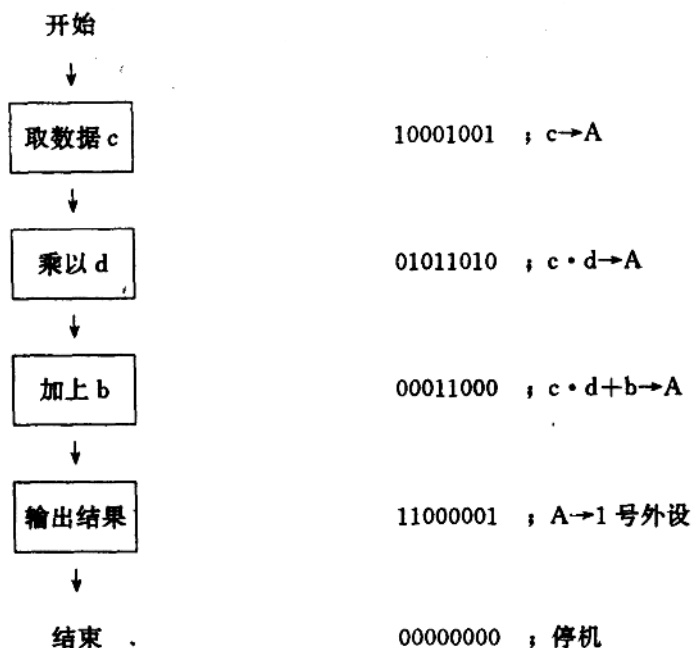 开始
取数据 c 10001001 ; c→A
乘以 d 01011010 ; c・d→A
加上 b 00011000 ; c・d+b→A
输出结果 11000001 ; A→1 号外设
结束 00000000 ; 停机